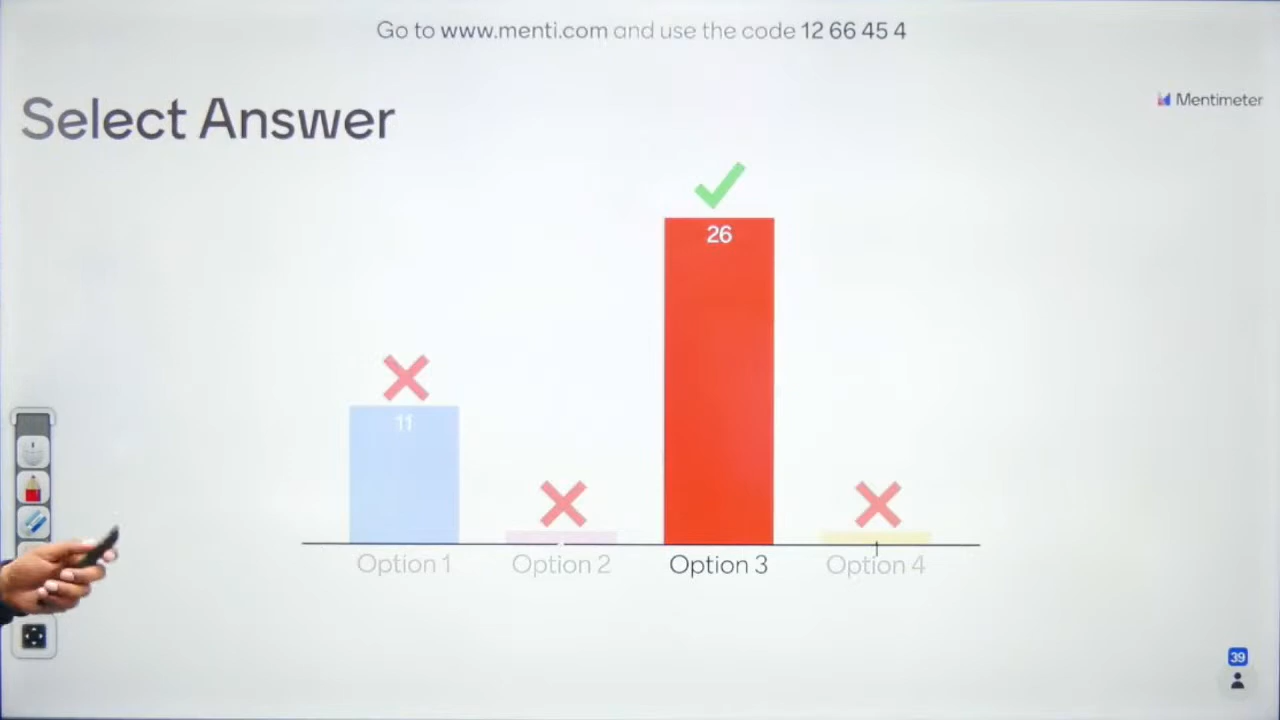 Go to www.menti.com and use the code 12 66 45 4
Select Answer
Mentimeter
26
11
Option 1
Option 2
Option 3
Option 4
39